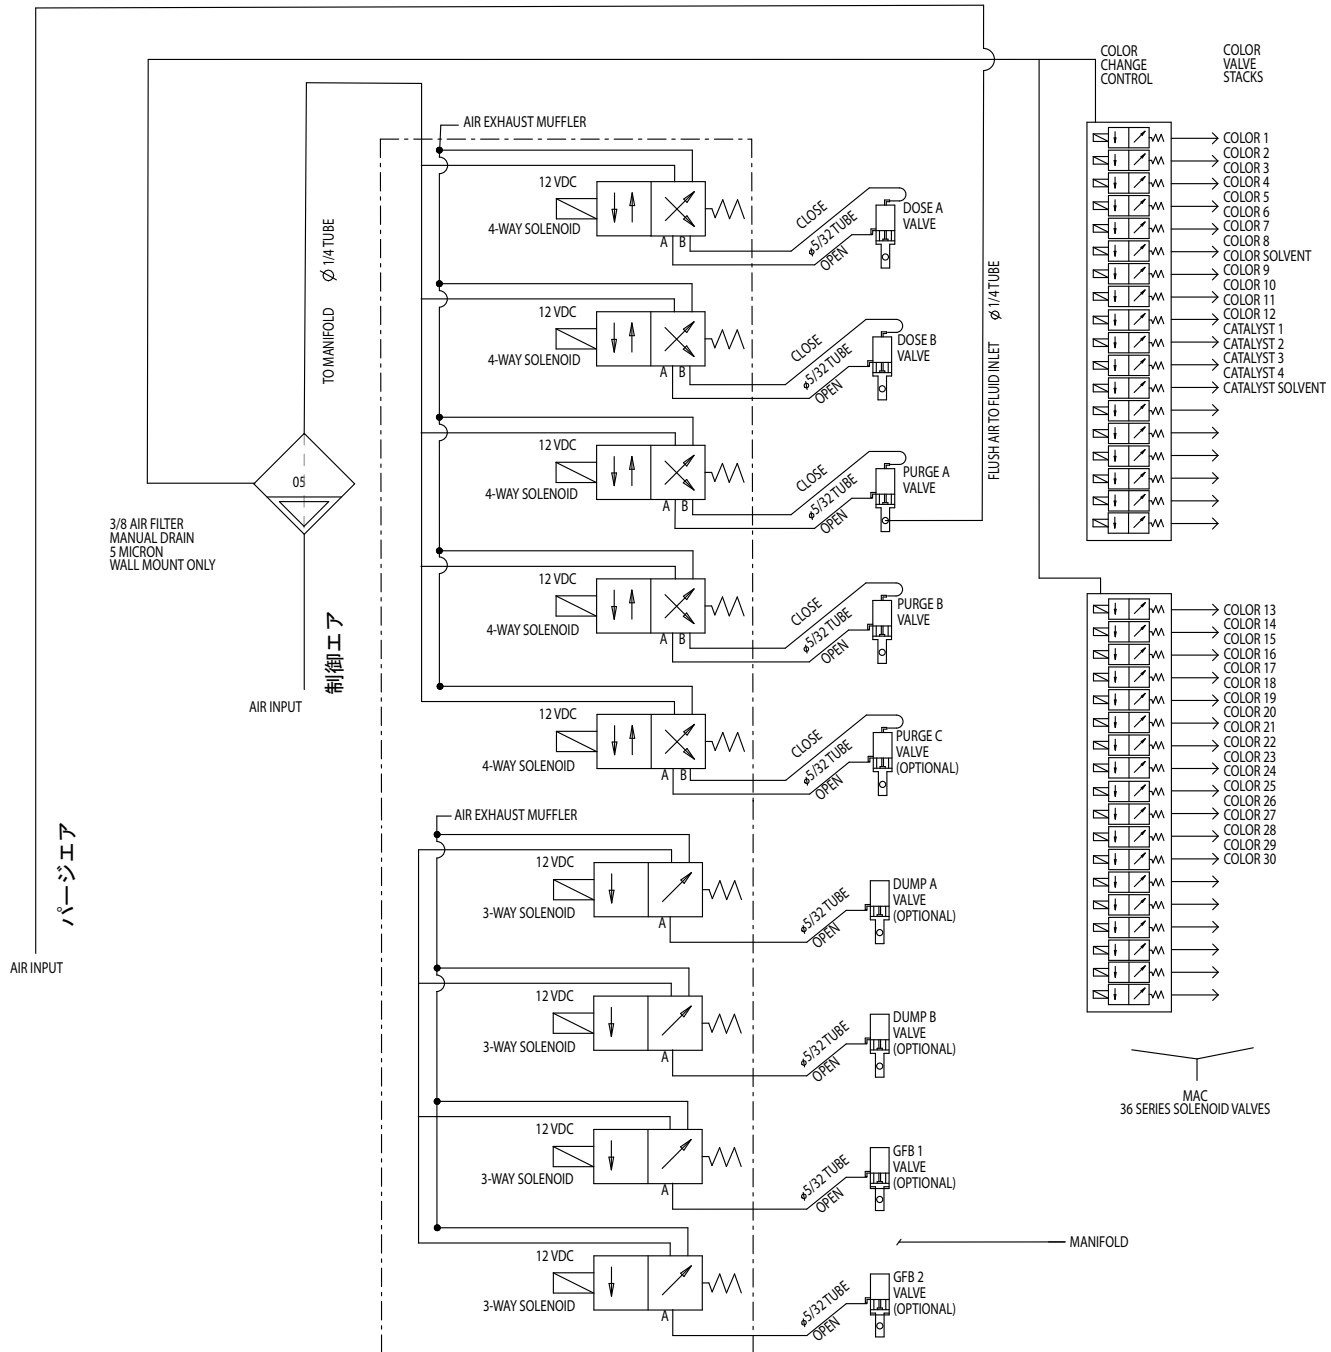 COLOR
CHANGE
CONTROL
COLOR
VALVE
STACKS
AIR EXHAUST MUFFLER
12 VDC
4-WAY SOLENOID
A B
CLOSE
ø5/32 TUBE
OPEN
DOSE A
VALVE
12 VDC
4-WAY SOLENOID
A B
CLOSE
ø5/32 TUBE
OPEN
DOSE B
VALVE
12 VDC
4-WAY SOLENOID
A B
CLOSE
ø5/32 TUBE
OPEN
PURGE A
VALVE
12 VDC
4-WAY SOLENOID
A B
CLOSE
ø5/32 TUBE
OPEN
PURGE B
VALVE
12 VDC
4-WAY SOLENOID
A B
CLOSE
ø5/32 TUBE
OPEN
PURGE C
VALVE
(OPTIONAL)
TO MANIFOLD Ø 1/4 TUBE
FLUSH AIR TO FLUID INLET Ø 1/4 TUBE
05
3/8 AIR FILTER
MANUAL DRAIN
5 MICRON
WALL MOUNT ONLY
制御エア
AIR INPUT
パージエア
AIR INPUT
AIR EXHAUST MUFFLER
12 VDC
3-WAY SOLENOID
A
ø5/32 TUBE
OPEN
DUMP A
VALVE
(OPTIONAL)
12 VDC
3-WAY SOLENOID
A
ø5/32 TUBE
OPEN
DUMP B
VALVE
(OPTIONAL)
12 VDC
3-WAY SOLENOID
A
ø5/32 TUBE
OPEN
GFB 1
VALVE
(OPTIONAL)
MANIFOLD
12 VDC
3-WAY SOLENOID
A
ø5/32 TUBE
OPEN
GFB 2
VALVE
(OPTIONAL)
COLOR 1
COLOR 2
COLOR 3
COLOR 4
COLOR 5
COLOR 6
COLOR 7
COLOR 8
COLOR SOLVENT
COLOR 9
COLOR 10
COLOR 11
COLOR 12
CATALYST 1
CATALYST 2
CATALYST 3
CATALYST 4
CATALYST SOLVENT
COLOR 13
COLOR 14
COLOR 15
COLOR 16
COLOR 17
COLOR 18
COLOR 19
COLOR 20
COLOR 21
COLOR 22
COLOR 23
COLOR 24
COLOR 25
COLOR 26
COLOR 27
COLOR 28
COLOR 29
COLOR 30
MAC
36 SERIES SOLENOID VALVES